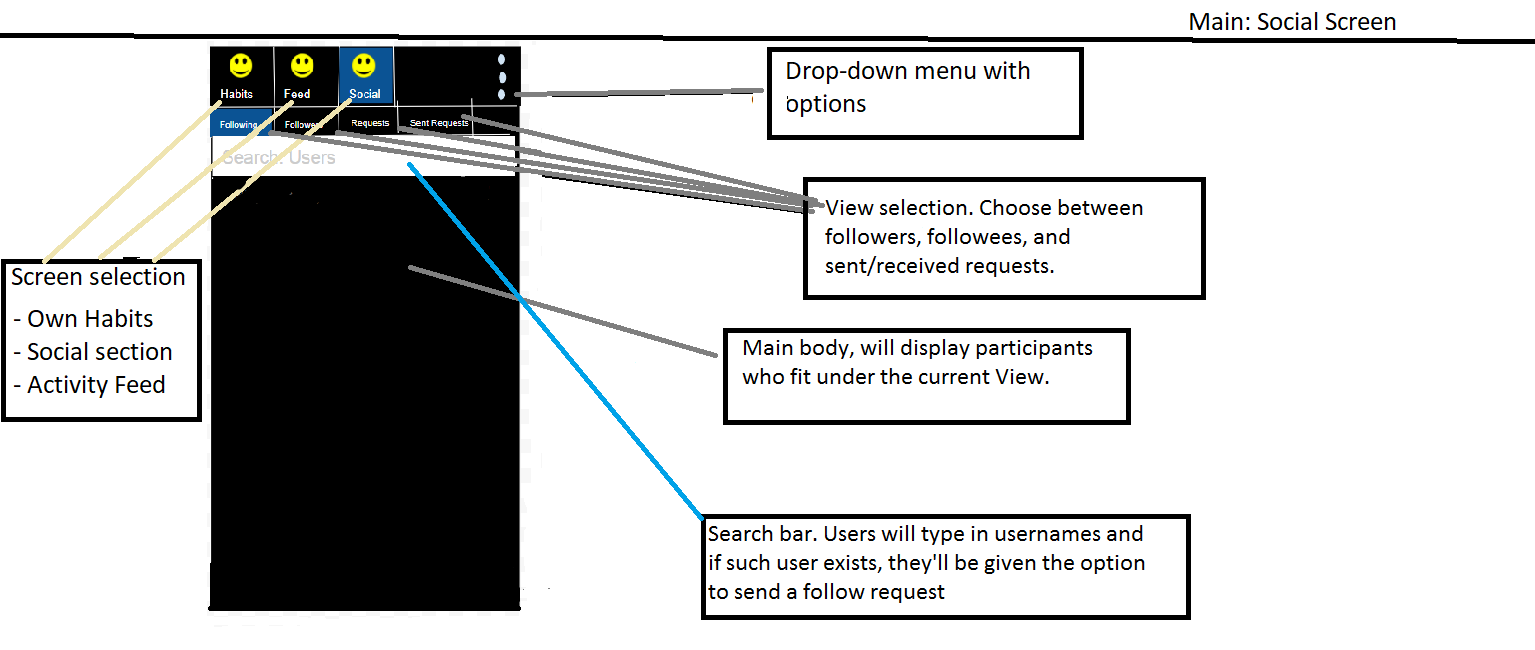 Main: Social Screen
Habits
Feed
Social
Drop-down menu with
options
Following
Followers
Requests
Sent Requests
Search: Users
View selection. Choose between
followers, followees, and
sent/received requests.
Screen selection
- Own Habits
- Social section
- Activity Feed
Main body, will display participants
who fit under the current View.
Search bar. Users will type in usernames and
if such user exists, they'll be given the option
to send a follow request